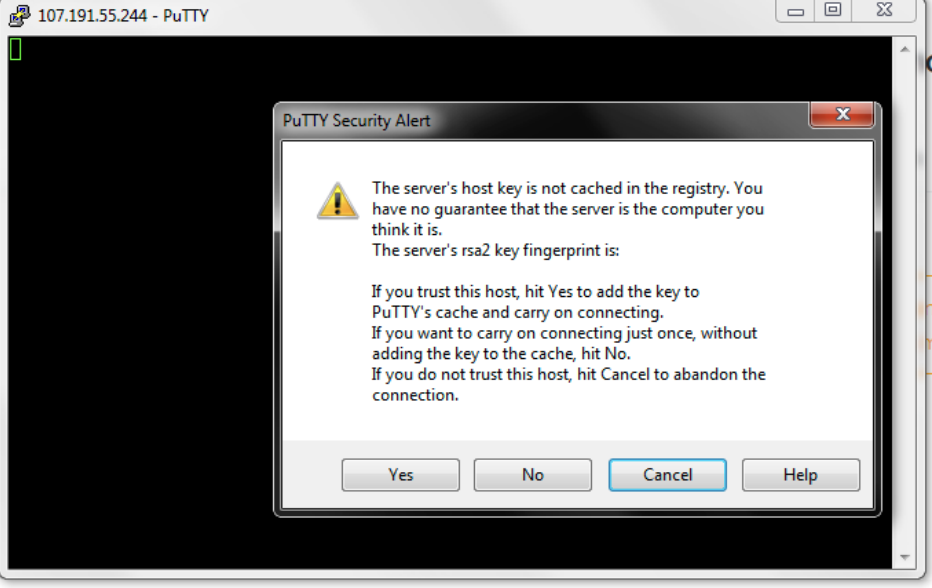 107.191.55.244 - PuTTY
PuTTY Security Alert
The server's host key is not cached in the registry. You
have no guarantee that the server is the computer you
think it is.
The server's rsa2 key fingerprint is:
If you trust this host, hit Yes to add the key to
PuTTY's cache and carry on connecting.
If you want to carry on connecting just once, without
adding the key to the cache, hit No.
If you do not trust this host, hit Cancel to abandon the
connection.
Yes No Cancel Help